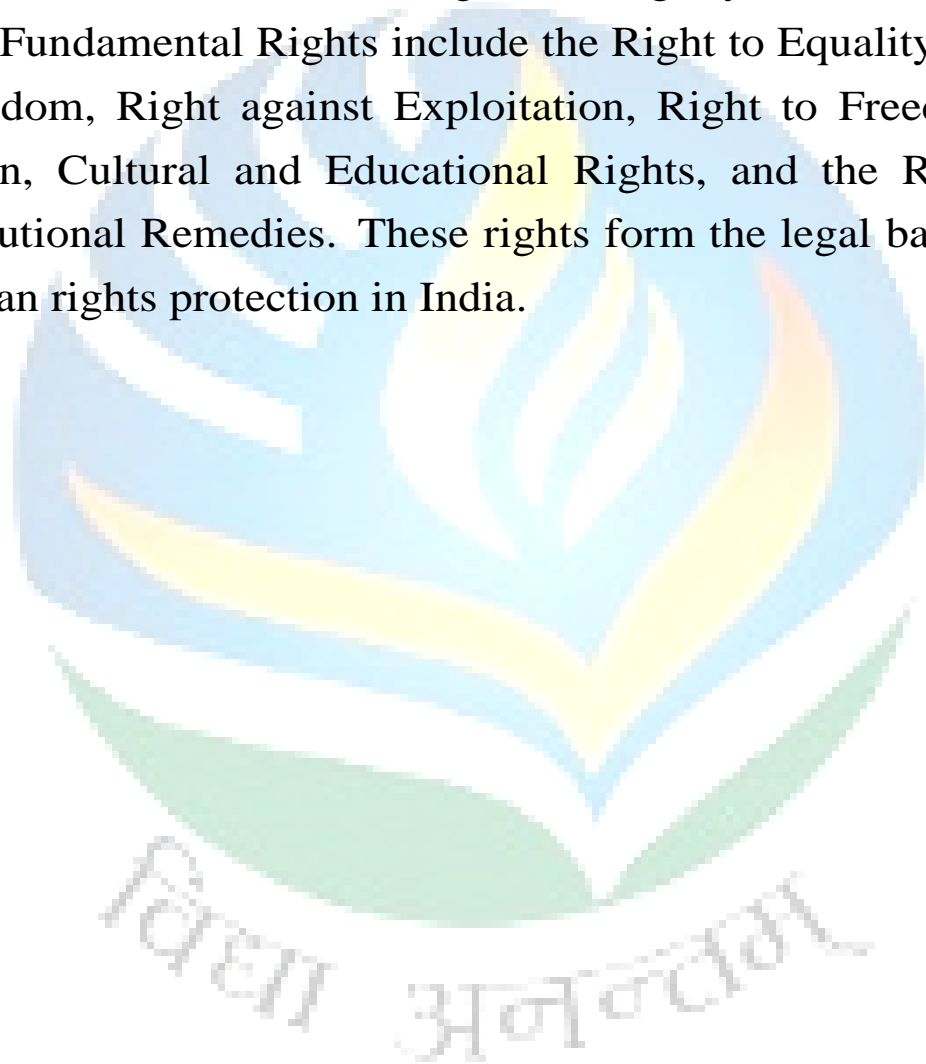 Fundamental Rights include the Right to Equality
dom, Right against Exploitation, Right to Freed
n, Cultural and Educational Rights, and the R
utional Remedies. These rights form the legal ba
an rights protection in India.
विद्या अनन्तम्